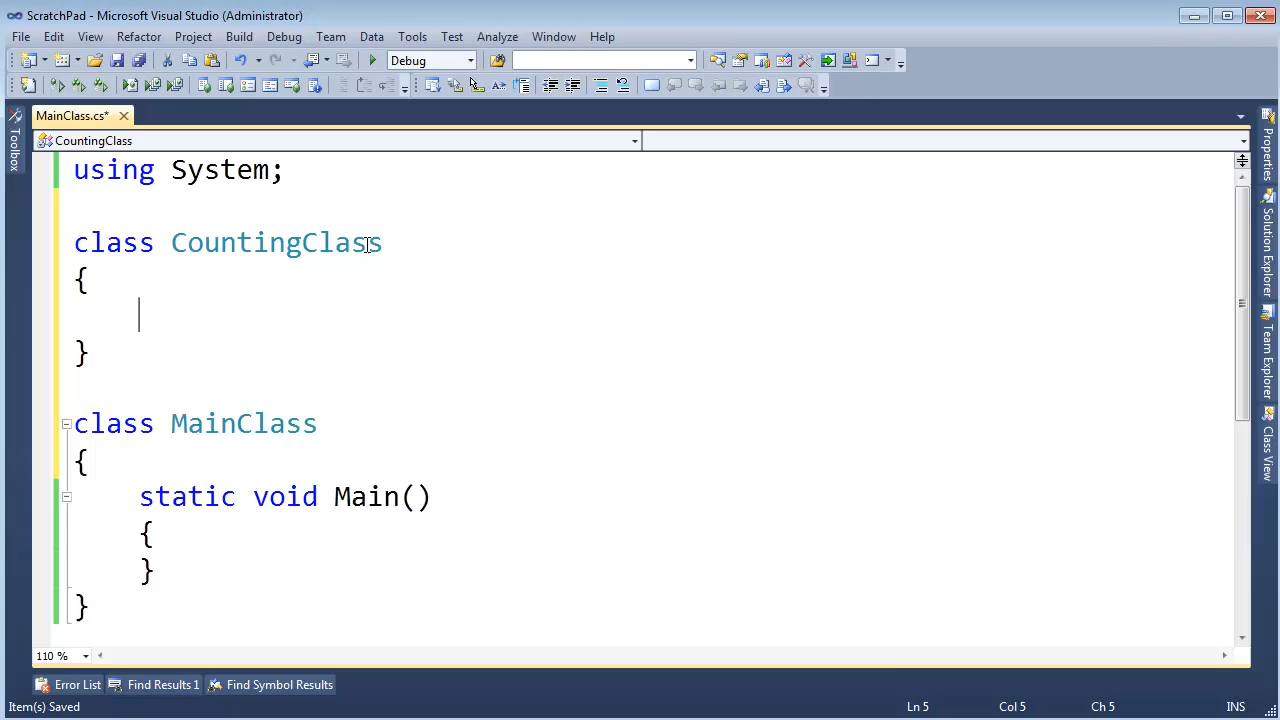 ScratchPad - Microsoft Visual Studio (Administrator)
File Edit View Refactor Project Build Debug Team Data Tools Test Analyze Window Help
Debug
MainClass.cs*
CountingClass
Toolbox
using System;
class CountingClass
{
}
class MainClass
{
static void Main()
{
}
}
Properties
Solution Explorer
Team Explorer
Class View
110 %
Error List Find Results 1 Find Symbol Results
Item(s) Saved Ln 5 Col 5 Ch 5 INS